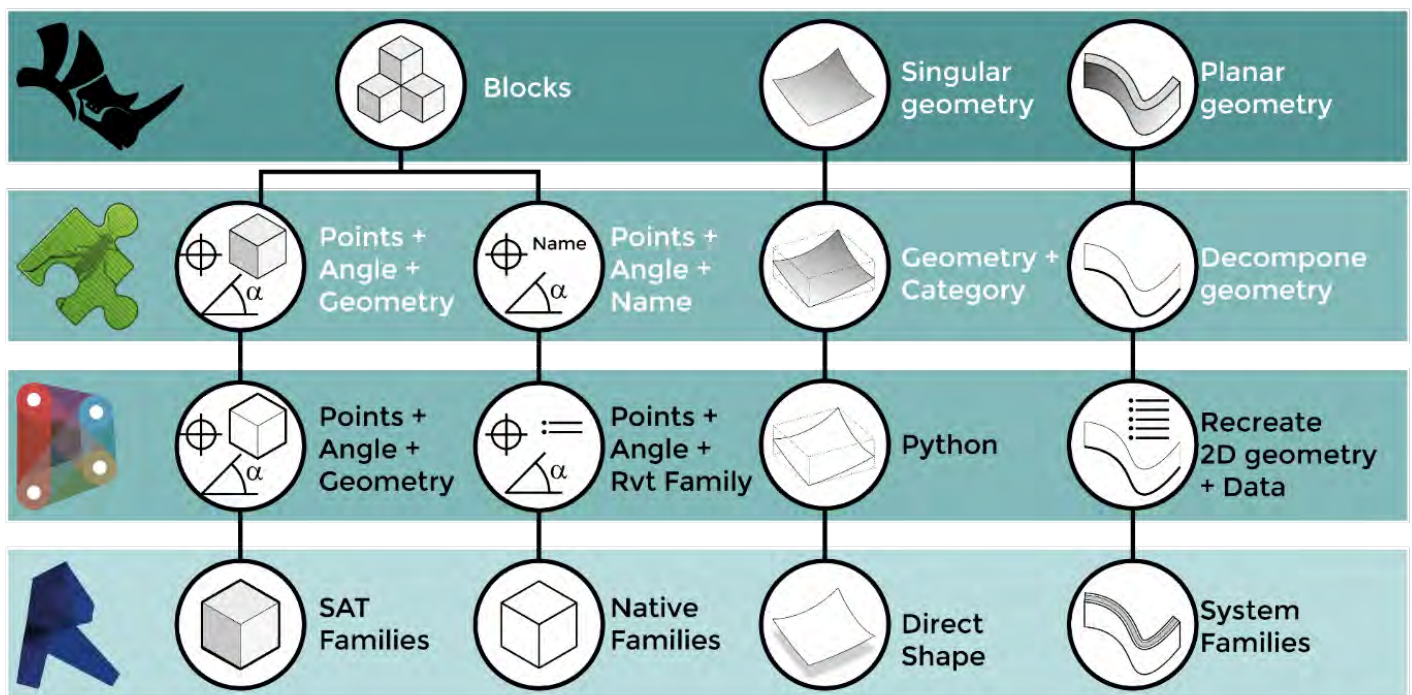 Blocks
Singular
geometry
Planar
geometry
Points +
Angle +
Geometry
α
Name
Points +
Angle +
Name
α
Geometry +
Category
Decompone
geometry
Points +
Angle +
Geometry
α
Points +
Angle +
Rvt Family
α
Python
Recreate
2D geometry
+ Data
SAT
Families
Native
Families
Direct
Shape
System
Families